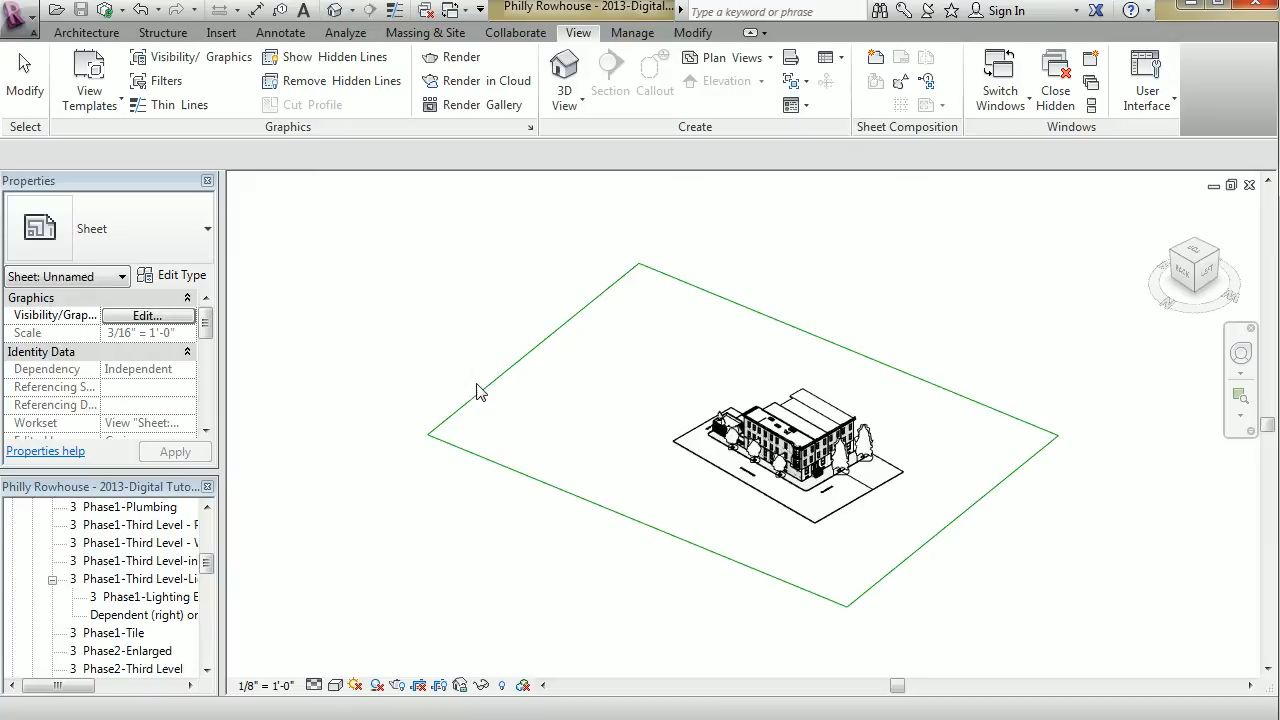 Philly Rowhouse - 2013-Digital...
Type a keyword or phrase
Sign In
Architecture Structure Insert Annotate Analyze Massing & Site Collaborate View Manage Modify
Modify
View Templates
Visibility/ Graphics
Filters
Thin Lines
Show Hidden Lines
Remove Hidden Lines
Cut Profile
Render
Render in Cloud
Render Gallery
3D View
Section
Callout
Plan Views
Elevation
Switch Windows
Close Hidden
User Interface
Select Graphics Create Sheet Composition Windows
Properties
Sheet
Sheet: Unnamed Edit Type
Graphics
Visibility/Grap... Edit...
Scale 3/16" = 1'-0"
Identity Data
Dependency Independent
Referencing S...
Referencing D...
Workset View "Sheet:...
Properties help Apply
Philly Rowhouse - 2013-Digital Tuto...
3 Phase1-Plumbing
3 Phase1-Third Level - P
3 Phase1-Third Level - V
3 Phase1-Third Level-in
3 Phase1-Third Level-Li
3 Phase1-Lighting E
Dependent (right) or
3 Phase1-Tile
3 Phase2-Enlarged
3 Phase2-Third Level
BACK LEFT
1/8" = 1'-0"